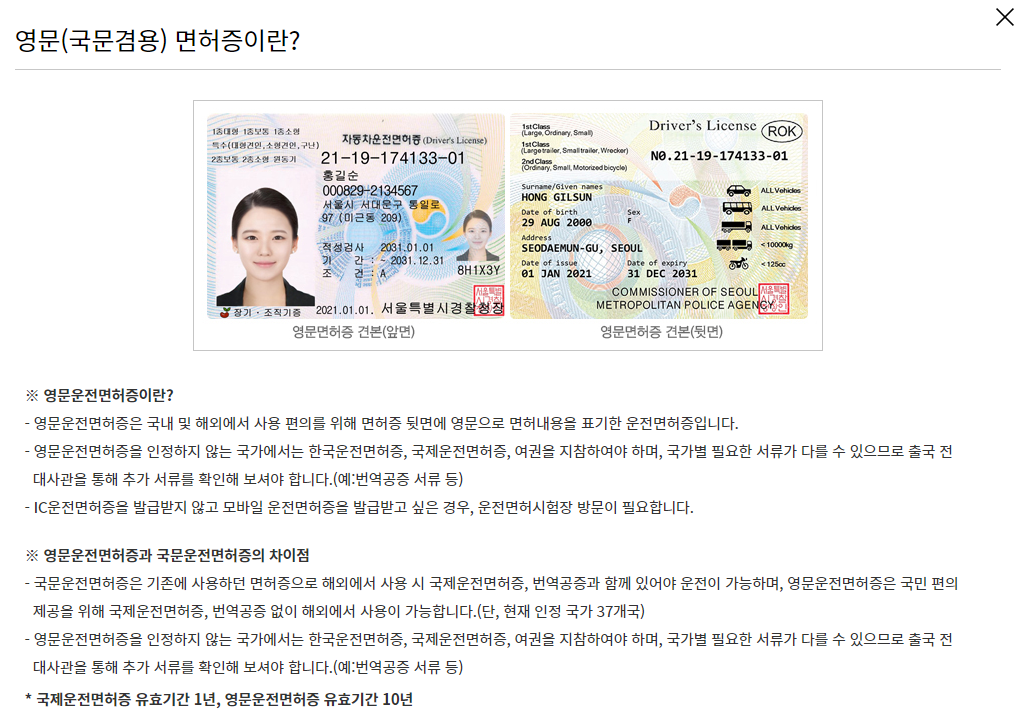 영문(국문겸용) 면허증이란?
1종대형 1종보통 1종소형
특수(대형견인,소형견인,구난)
2종보통 2종소형 원동기
자동차운전면허증 (Driver's License)
21-19-174133-01
홍길순
000829-2134567
서울시 서대문구 통일로
97 (미근동 209)
적성검사 2031.01.01
기 간 : ~ 2031.12.31
조 건 : A
8H1X3Y
장기·조직기증
2021.01.01. 서울특별시경찰청장
영문면허증 견본(앞면)
1st Class
(Large, Ordinary, Small)
1st Class
(Large trailer, Small trailer, Wrecker)
2nd Class
(Ordinary, Small, Motorized bicycle)
Driver's License ROK
NO.21-19-174133-01
Surname/Given names
HONG GILSUN
Date of birth Sex
29 AUG 2000 F
Address
SEODAEMUN-GU, SEOUL
Date of issue Date of expiry
01 JAN 2021 31 DEC 2031
ALL Vehicles
ALL Vehicles
ALL Vehicles
< 10000kg
< 125cc
COMMISSIONER OF SEOUL
METROPOLITAN POLICE AGENCY
영문면허증 견본(뒷면)
※ 영문운전면허증이란?
- 영문운전면허증은 국내 및 해외에서 사용 편의를 위해 면허증 뒷면에 영문으로 면허내용을 표기한 운전면허증입니다.
- 영문운전면허증을 인정하지 않는 국가에서는 한국운전면허증, 국제운전면허증, 여권을 지참하여야 하며, 국가별 필요한 서류가 다를 수 있으므로 출국 전
대사관을 통해 추가 서류를 확인해 보셔야 합니다.(예:번역공증 서류 등)
- IC운전면허증을 발급받지 않고 모바일 운전면허증을 발급받고 싶은 경우, 운전면허시험장 방문이 필요합니다.
※ 영문운전면허증과 국문운전면허증의 차이점
- 국문운전면허증은 기존에 사용하던 면허증으로 해외에서 사용 시 국제운전면허증, 번역공증과 함께 있어야 운전이 가능하며, 영문운전면허증은 국민 편의
제공을 위해 국제운전면허증, 번역공증 없이 해외에서 사용이 가능합니다.(단, 현재 인정 국가 37개국)
- 영문운전면허증을 인정하지 않는 국가에서는 한국운전면허증, 국제운전면허증, 여권을 지참하여야 하며, 국가별 필요한 서류가 다를 수 있으므로 출국 전
대사관을 통해 추가 서류를 확인해 보셔야 합니다.(예:번역공증 서류 등)
* 국제운전면허증 유효기간 1년, 영문운전면허증 유효기간 10년